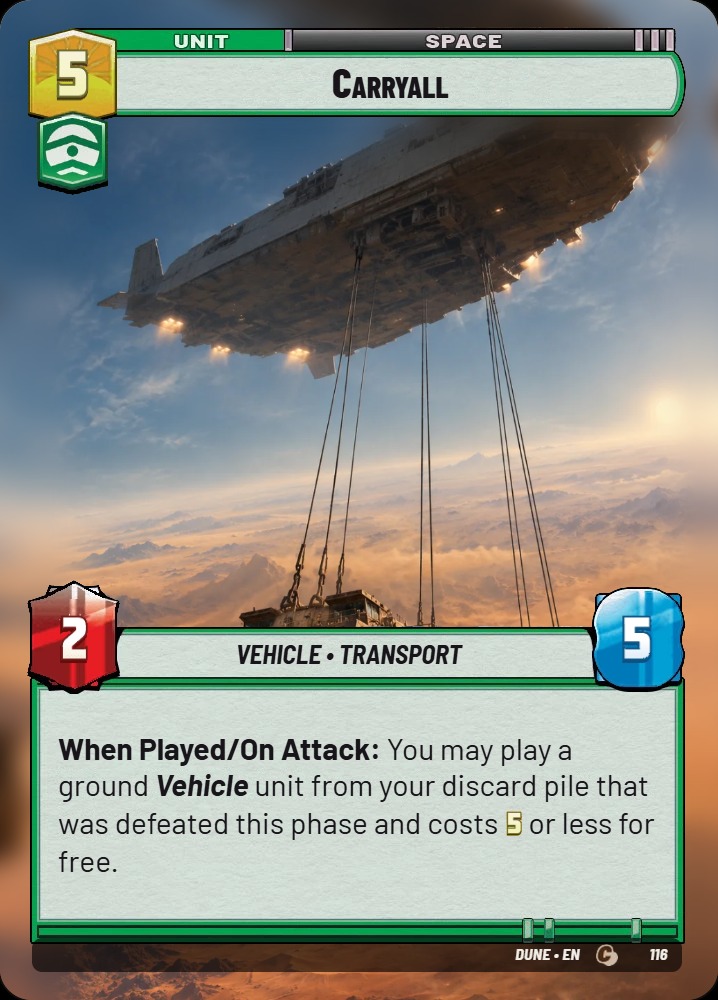 UNIT
SPACE
5
CARRYALL
2
VEHICLE • TRANSPORT
5
When Played/On Attack: You may play a
ground Vehicle unit from your discard pile that
was defeated this phase and costs 5 or less for
free.
DUNE • EN C 116